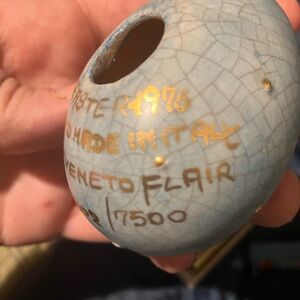 EASTER 1976
MADE IN ITALY
VENETO FLAIR
/7500